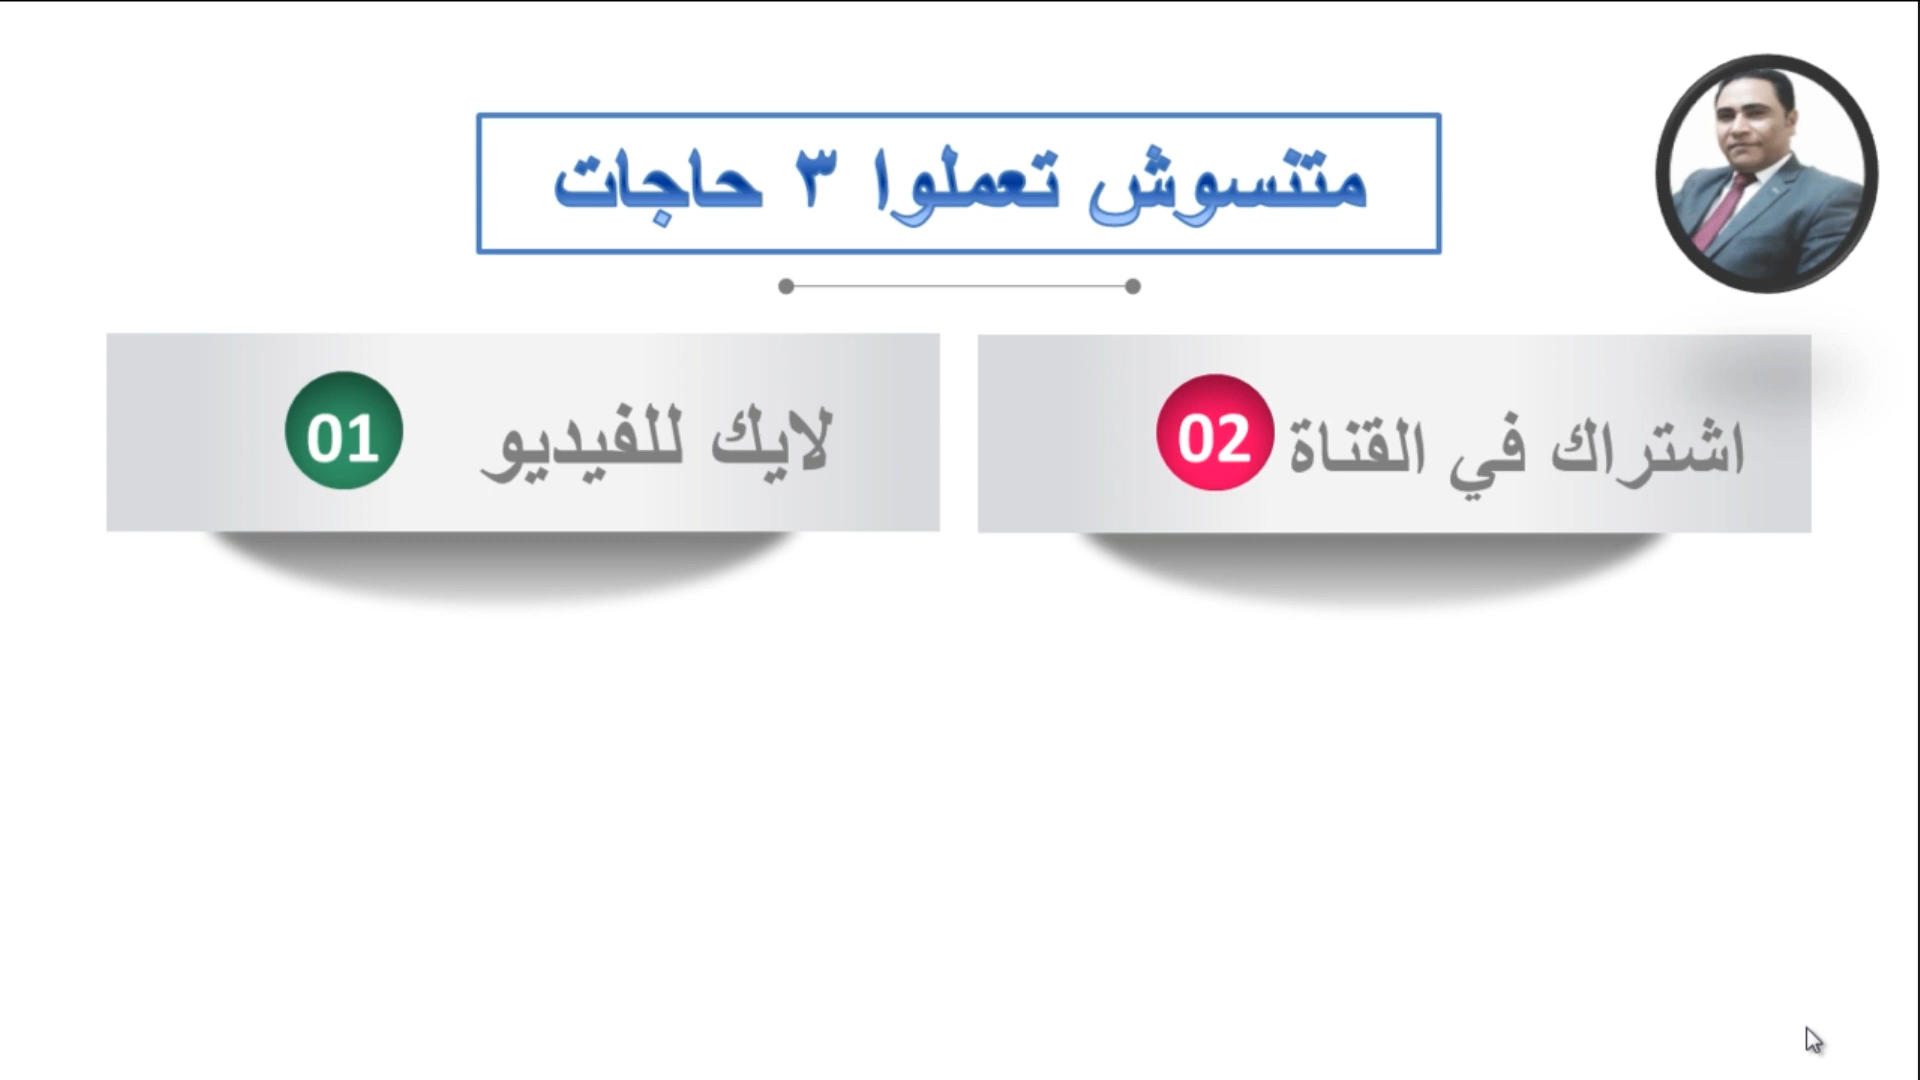 متنسوش تعملوا ٣ حاجات
01 لايك للفيديو
02 اشتراك في القناة